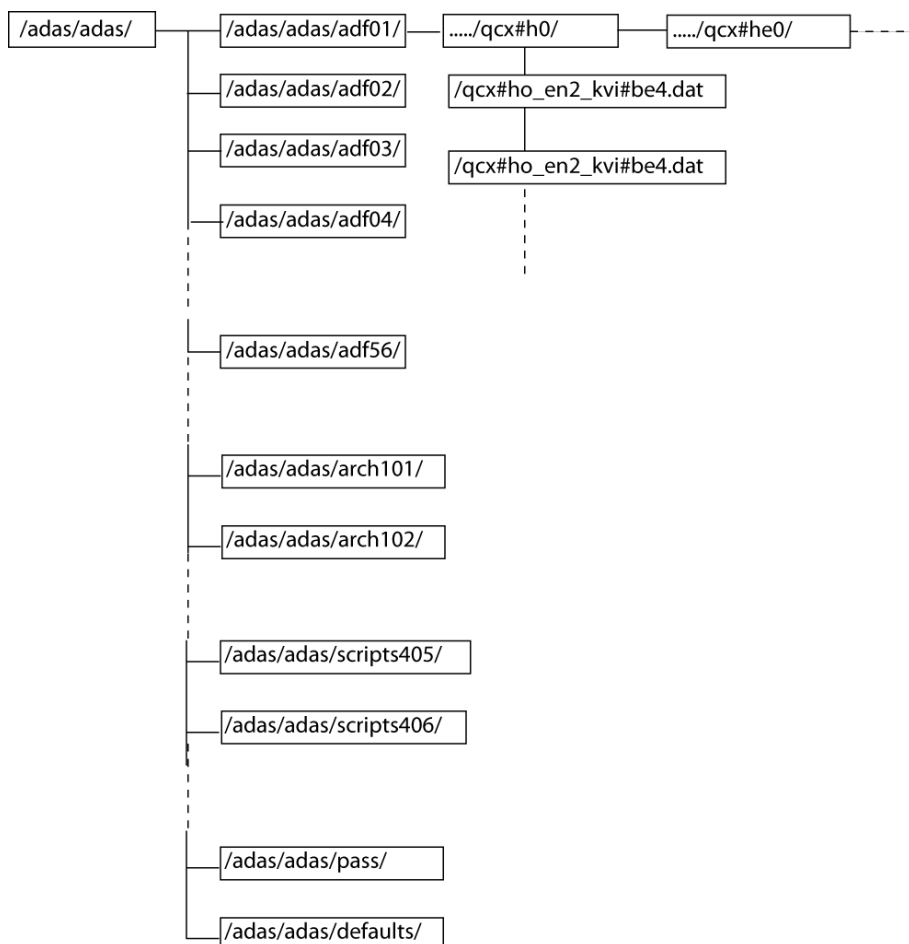 /adas/adas/ /adas/adas/adf01/ ...../qcx#h0/ ...../qcx#he0/
/adas/adas/adf02/ /qcx#ho_en2_kvi#be4.dat
/adas/adas/adf03/ /qcx#ho_en2_kvi#be4.dat
/adas/adas/adf04/
/adas/adas/adf56/
/adas/adas/arch101/
/adas/adas/arch102/
/adas/adas/scripts405/
/adas/adas/scripts406/
/adas/adas/pass/
/adas/adas/defaults/